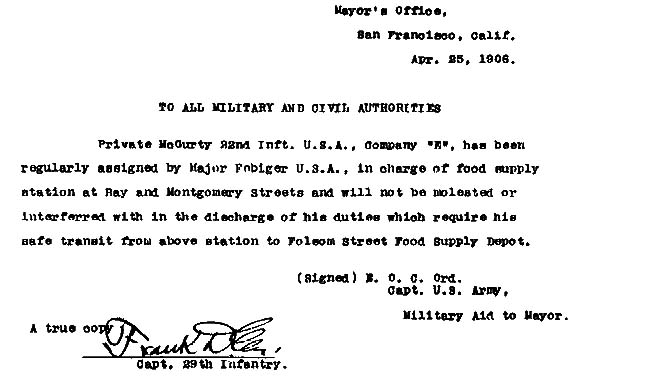 Mayor's Office,
San Francisco, Calif.
Apr. 25, 1906.
TO ALL MILITARY AND CIVIL AUTHORITIES
Private McGurty 22nd Inft. U.S.A., Company "E", has been
regularly assigned by Major Febiger U.S.A., in charge of food supply
station at Bay and Montgomery Streets and will not be molested or
interferred with in the discharge of his duties which require his
safe transit from above station to Folsom Street Food Supply Depot.
(Signed) E. O. C. Ord.
Capt. U.S. Army,
Military Aid to Mayor.
A true copy
Frank D.
Capt. 29th Infantry.